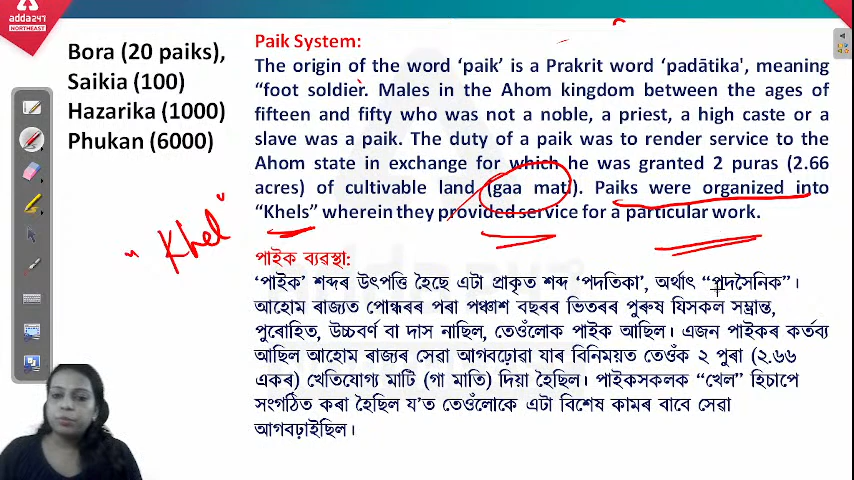 adda247
NORTHEAST
Bora (20 paiks),
Saikia (100)
Hazarika (1000)
Phukan (6000)
"Khel"
Paik System:
The origin of the word ‘paik’ is a Prakrit word ‘padātika', meaning
“foot soldier. Males in the Ahom kingdom between the ages of
fifteen and fifty who was not a noble, a priest, a high caste or a
slave was a paik. The duty of a paik was to render service to the
Ahom state in exchange for which he was granted 2 puras (2.66
acres) of cultivable land (gaa mati). Paiks were organized into
“Khels” wherein they provided service for a particular work.
পাইক ব্যৱস্থা:
‘পাইক’ শব্দৰ উৎপত্তি হৈছে এটা প্ৰাকৃত শব্দ ‘পদতিকা’, অৰ্থাৎ “পদসৈনিক”।
আহোম ৰাজ্যত পোন্ধৰৰ পৰা পঞ্চাশ বছৰৰ ভিতৰৰ পুৰুষ যিসকল সম্ভ্ৰান্ত,
পুৰোহিত, উচ্চবৰ্ণ বা দাস নাছিল, তেওঁলোক পাইক আছিল। এজন পাইকৰ কৰ্তব্য
আছিল আহোম ৰাজ্যৰ সেৱা আগবঢ়োৱা যাৰ বিনিময়ত তেওঁক ২ পুৰা (২.৬৬
একৰ) খেতিযোগ্য মাটি (গা মাতি) দিয়া হৈছিল। পাইকসকলক “খেল” হিচাপে
সংগঠিত কৰা হৈছিল য'ত তেওঁলোকে এটা বিশেষ কামৰ বাবে সেৱা
আগবঢ়াইছিল।